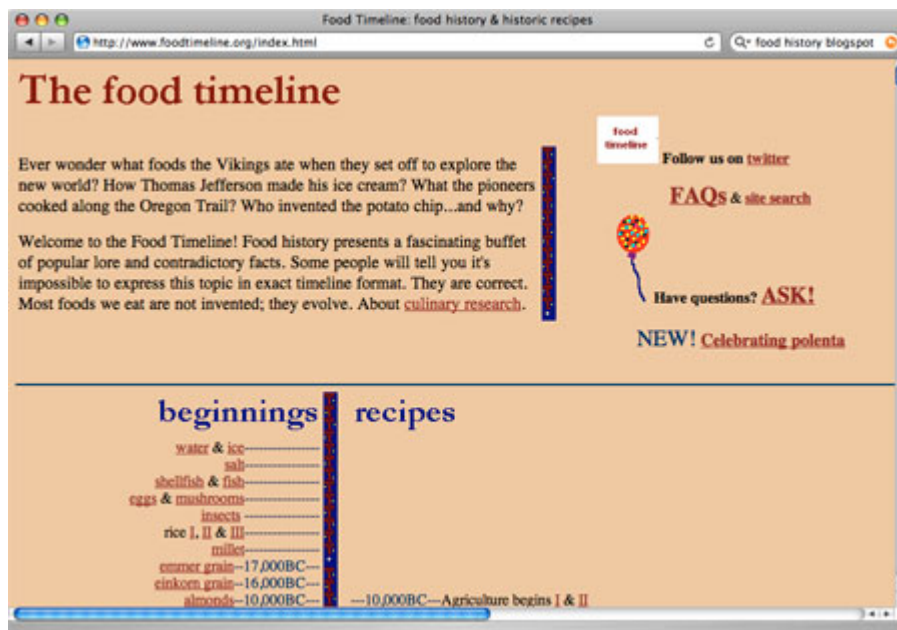 Food Timeline: food history & historic recipes
http://www.foodtimeline.org/index.html
food history blogspot
The food timeline
food
timeline
Follow us on twitter
FAQs & site search
Ever wonder what foods the Vikings ate when they set off to explore the
new world? How Thomas Jefferson made his ice cream? What the pioneers
cooked along the Oregon Trail? Who invented the potato chip...and why?
Welcome to the Food Timeline! Food history presents a fascinating buffet
of popular lore and contradictory facts. Some people will tell you it's
impossible to express this topic in exact timeline format. They are correct.
Most foods we eat are not invented; they evolve. About culinary research.
Have questions? ASK!
NEW! Celebrating polenta
beginnings
recipes
water & ice-------------------
salt-------------------
shellfish & fish-------------------
eggs & mushrooms-------------------
insects -------------------
rice I, II & III-------------------
millet-------------------
emmer grain--17,000BC---
einkorn grain--16,000BC---
almonds--10,000BC---
---10,000BC---Agriculture begins I & II